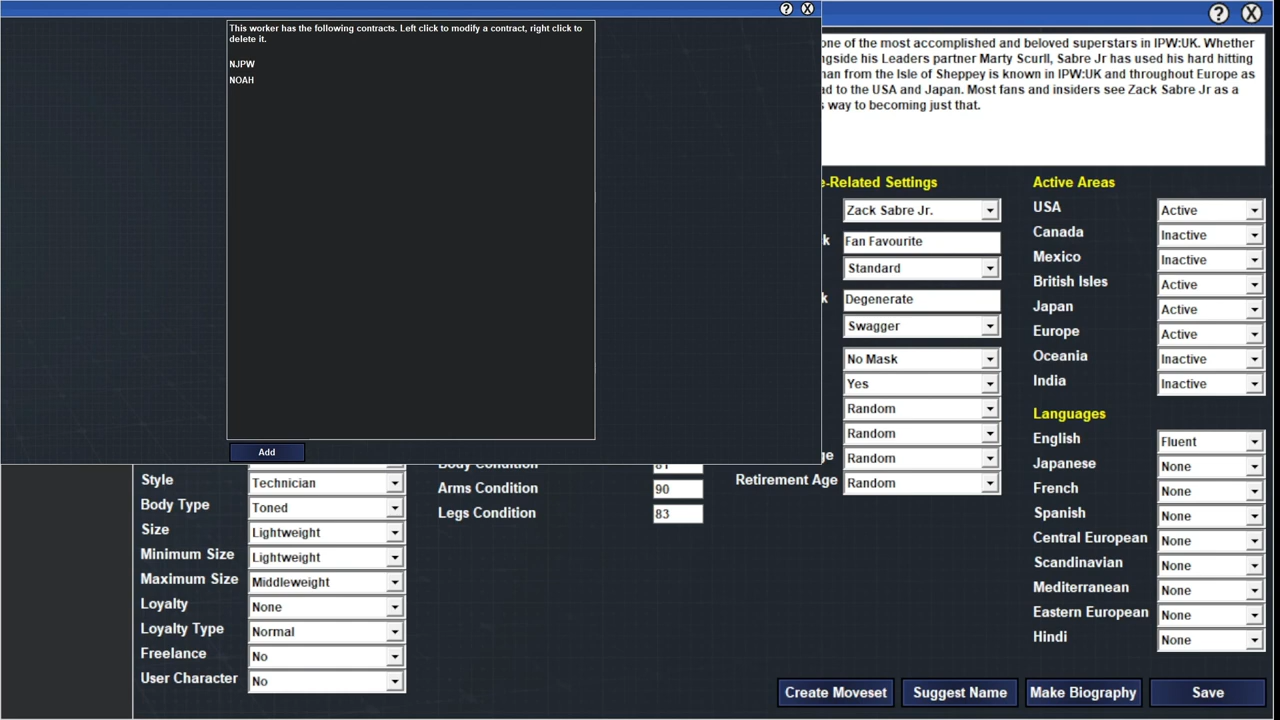 This worker has the following contracts. Left click to modify a contract, right click to
delete it.
NJPW
NOAH
Add
one of the most accomplished and beloved superstars in IPW:UK. Whether
ngside his Leaders partner Marty Scurll, Sabre Jr has used his hard hitting
man from the Isle of Sheppey is known in IPW:UK and throughout Europe as
ad to the USA and Japan. Most fans and insiders see Zack Sabre Jr as a
s way to becoming just that.
e-Related Settings
Zack Sabre Jr.
k Fan Favourite
Standard
k Degenerate
Swagger
No Mask
Yes
Random
Random
ge Random
Retirement Age Random
Active Areas
USA Active
Canada Inactive
Mexico Inactive
British Isles Active
Japan Active
Europe Active
Oceania Inactive
India Inactive
Languages
English Fluent
Japanese None
French None
Spanish None
Central European None
Scandinavian None
Mediterranean None
Eastern European None
Hindi None
Style Technician
Body Type Toned
Size Lightweight
Minimum Size Lightweight
Maximum Size Middleweight
Loyalty None
Loyalty Type Normal
Freelance No
User Character No
Body Condition 81
Arms Condition 90
Legs Condition 83
Create Moveset Suggest Name Make Biography Save